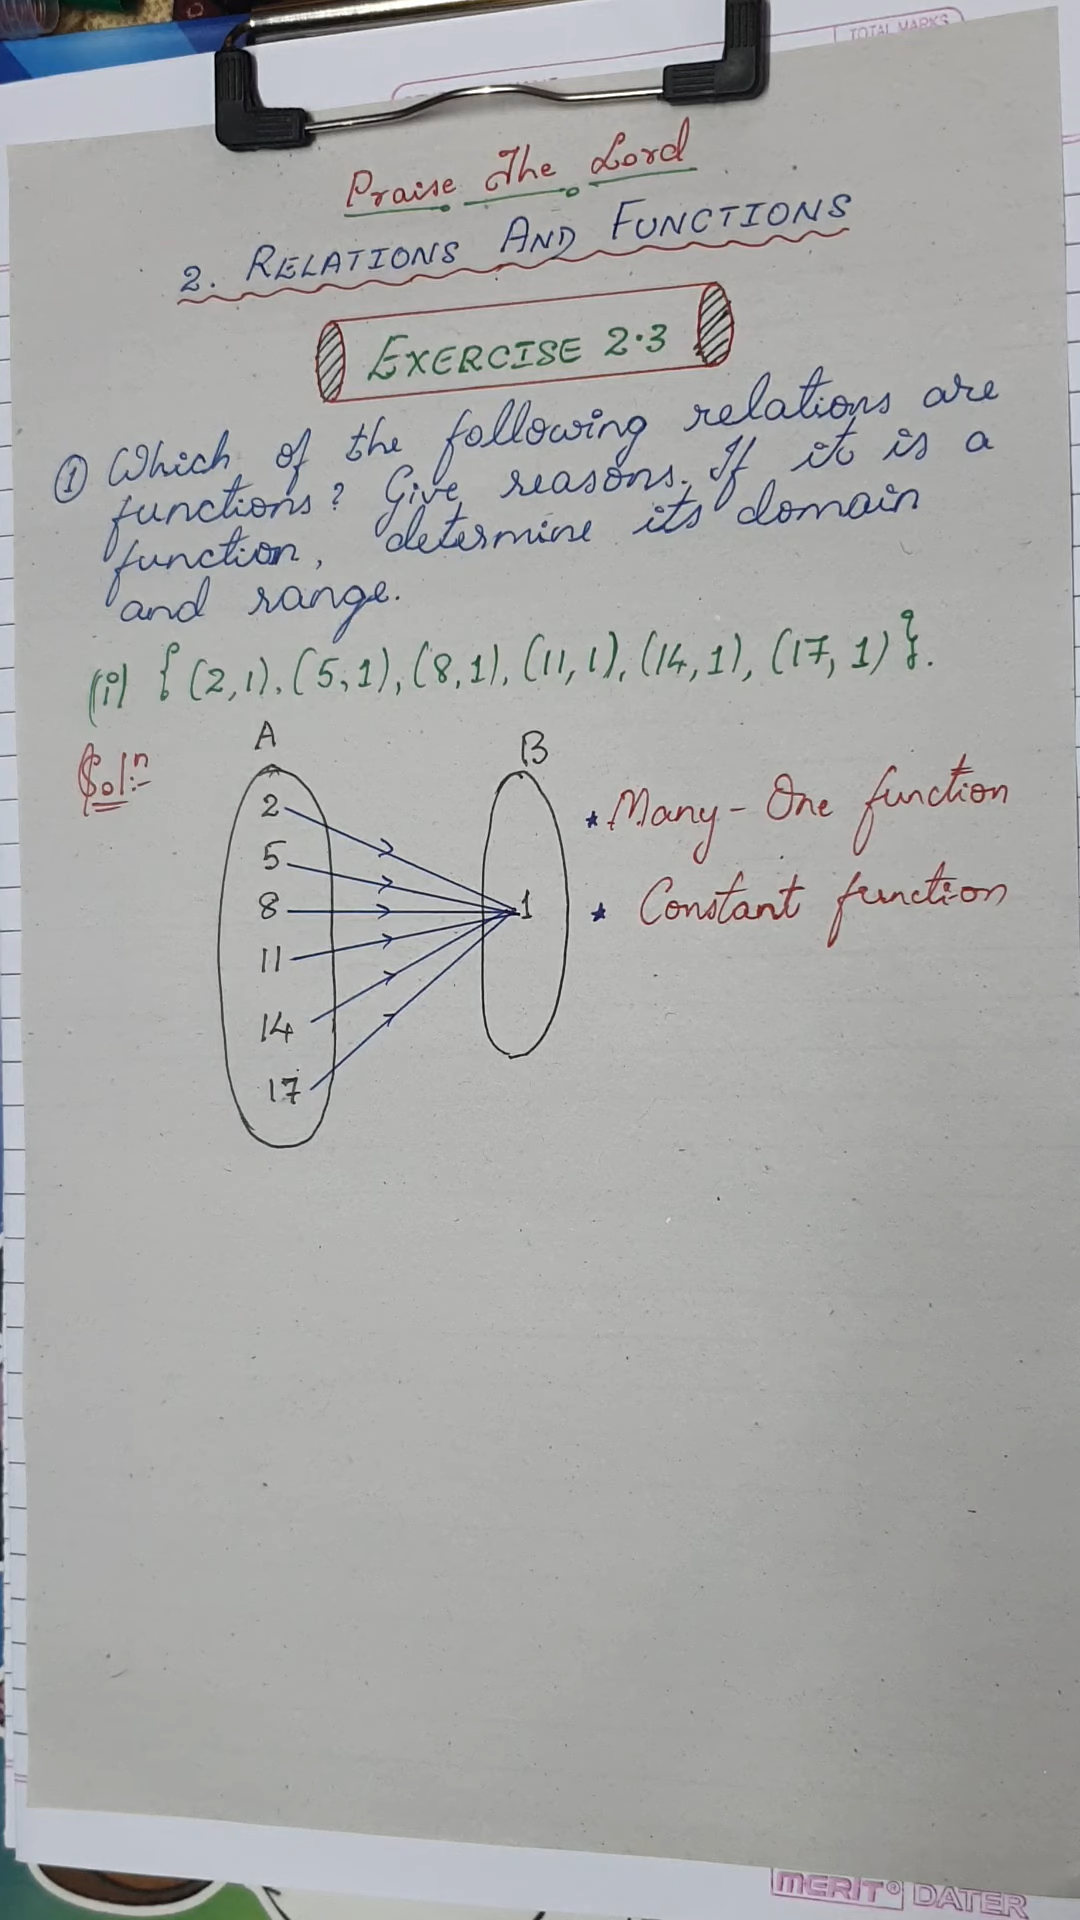 TOTAL MARKS
Praise The Lord
2. RELATIONS AND FUNCTIONS
EXERCISE 2.3
① Which of the following relations are
functions? Give reasons. If it is a
function, determine its domain
and range.
(i) {(2,1), (5,1), (8,1), (11,1), (14,1), (17,1)}.
Solⁿ:-
A
B
2
5
8
11
14
17
1
* Many-One function
* Constant function
MERIT® DATER